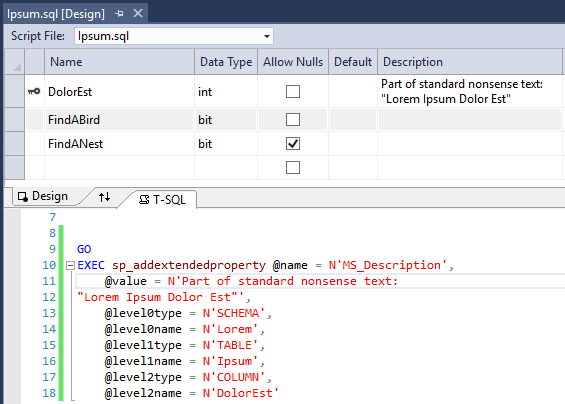 Ipsum.sql [Design]
Script File: Ipsum.sql
Name Data Type Allow Nulls Default Description
DolorEst int Part of standard nonsense text:
"Lorem Ipsum Dolor Est"
FindABird bit
FindANest bit
Design T-SQL
7
8
9 GO
10 EXEC sp_addextendedproperty @name = N'MS_Description',
11 @value = N'Part of standard nonsense text:
12 "Lorem Ipsum Dolor Est"',
13 @level0type = N'SCHEMA',
14 @level0name = N'Lorem',
15 @level1type = N'TABLE',
16 @level1name = N'Ipsum',
17 @level2type = N'COLUMN',
18 @level2name = N'DolorEst'